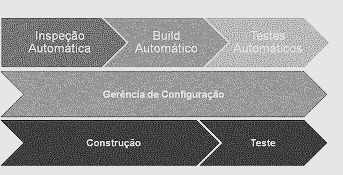 Inspeção
Automática
Build
Automático
Testes
Automáticos
Gerência de Configuração
Construção
Teste